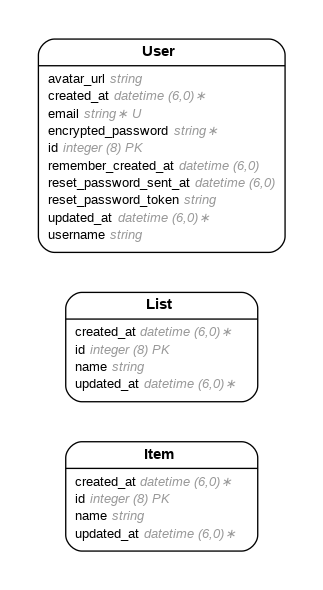 User
avatar_url string
created_at datetime (6,0)∗
email string∗ U
encrypted_password string∗
id integer (8) PK
remember_created_at datetime (6,0)
reset_password_sent_at datetime (6,0)
reset_password_token string
updated_at datetime (6,0)∗
username string
List
created_at datetime (6,0)∗
id integer (8) PK
name string
updated_at datetime (6,0)∗
Item
created_at datetime (6,0)∗
id integer (8) PK
name string
updated_at datetime (6,0)∗